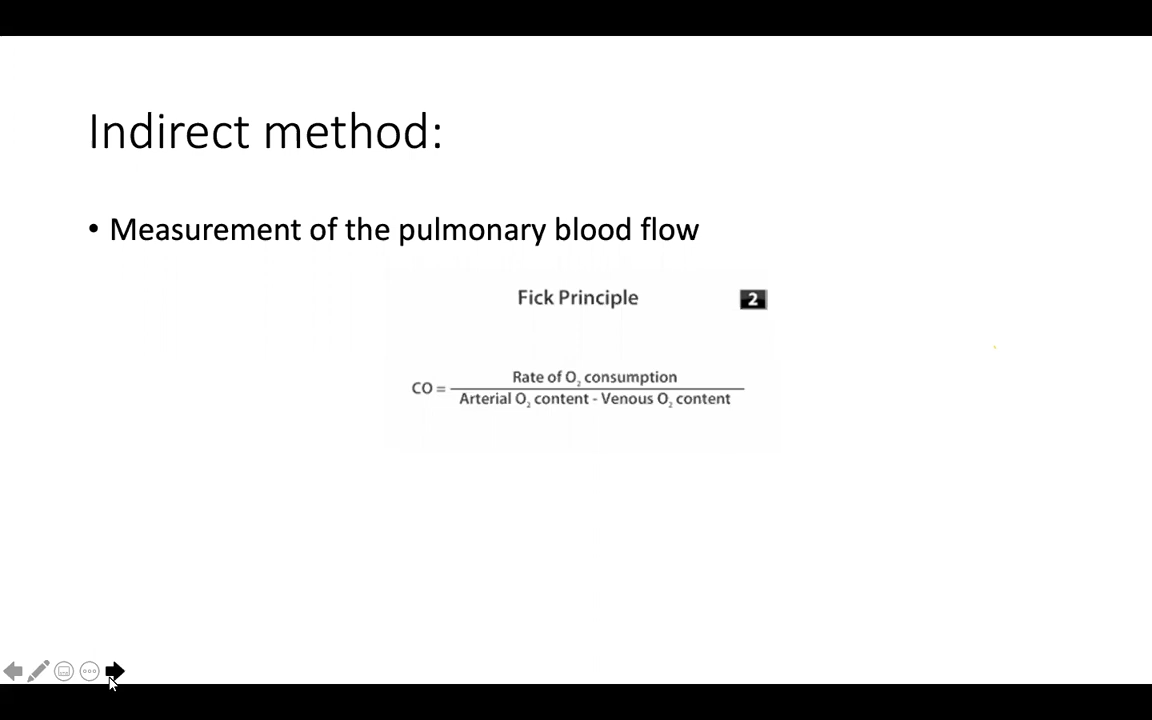 Indirect method:
• Measurement of the pulmonary blood flow
Fick Principle
2
CO =
Rate of O₂ consumption
Arterial O₂ content - Venous O₂ content